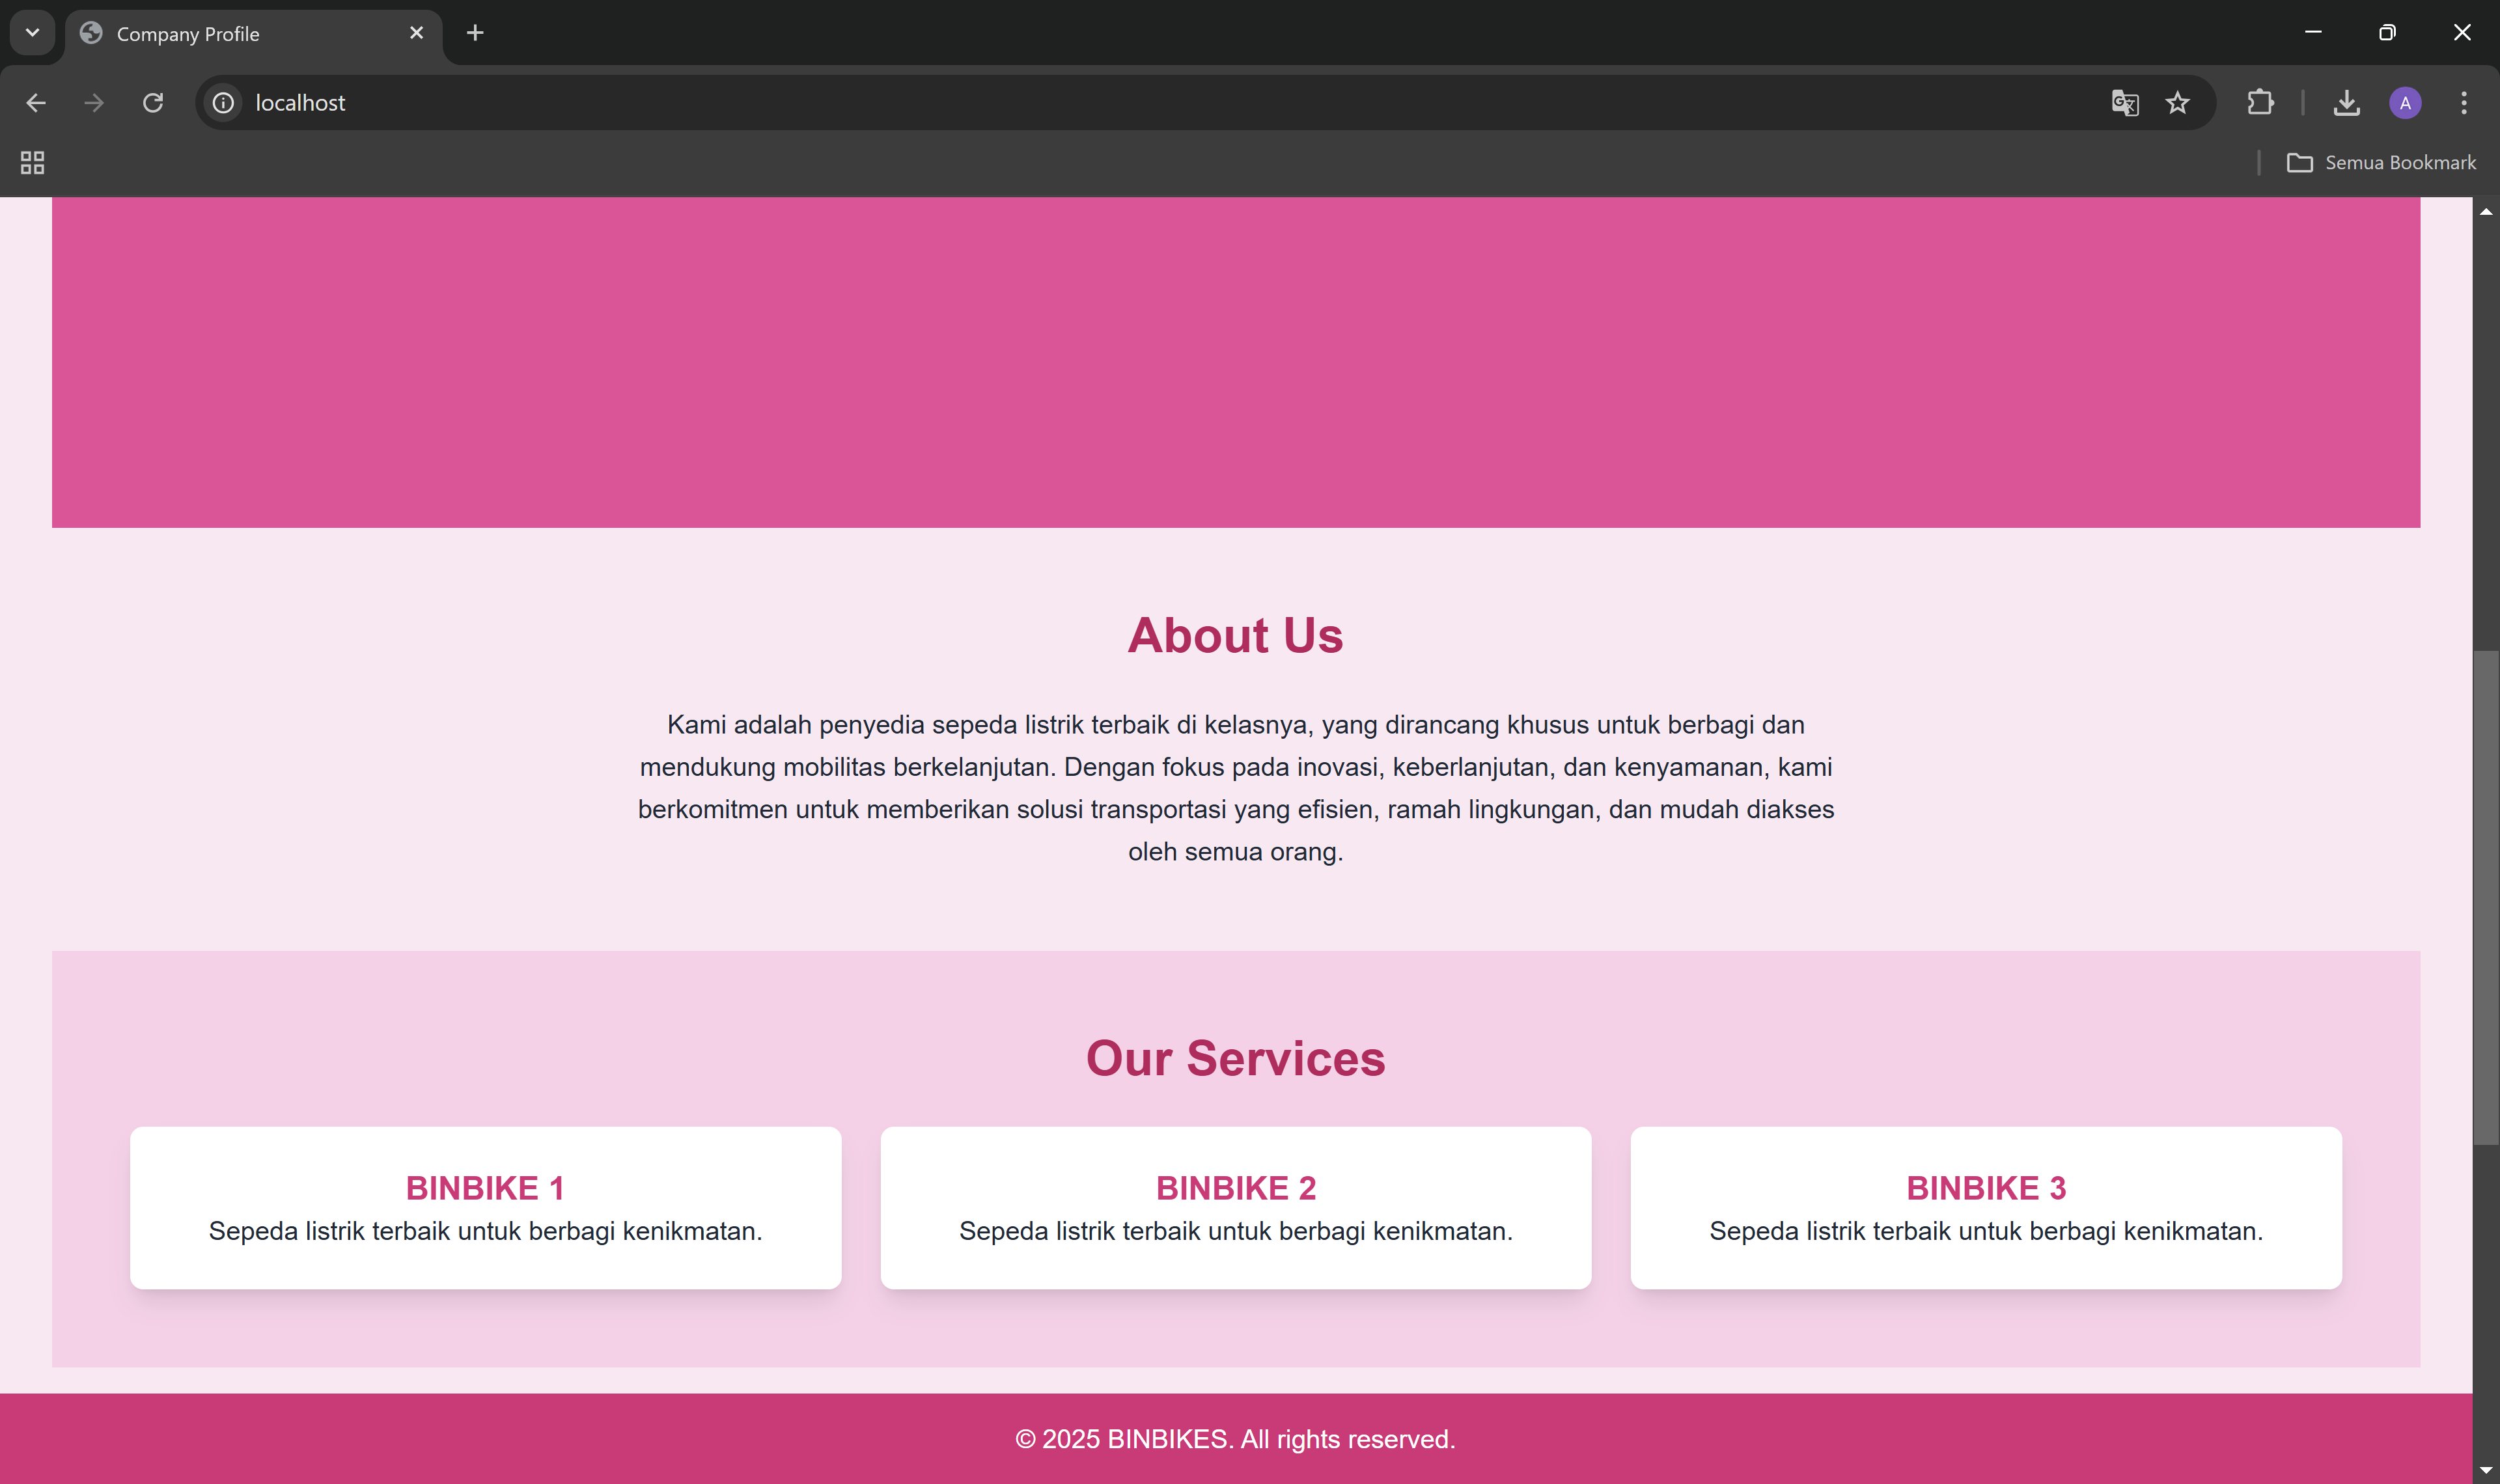 Company Profile
localhost
A
Semua Bookmark
About Us
Kami adalah penyedia sepeda listrik terbaik di kelasnya, yang dirancang khusus untuk berbagi dan
mendukung mobilitas berkelanjutan. Dengan fokus pada inovasi, keberlanjutan, dan kenyamanan, kami
berkomitmen untuk memberikan solusi transportasi yang efisien, ramah lingkungan, dan mudah diakses
oleh semua orang.
Our Services
BINBIKE 1
Sepeda listrik terbaik untuk berbagi kenikmatan.
BINBIKE 2
Sepeda listrik terbaik untuk berbagi kenikmatan.
BINBIKE 3
Sepeda listrik terbaik untuk berbagi kenikmatan.
© 2025 BINBIKES. All rights reserved.